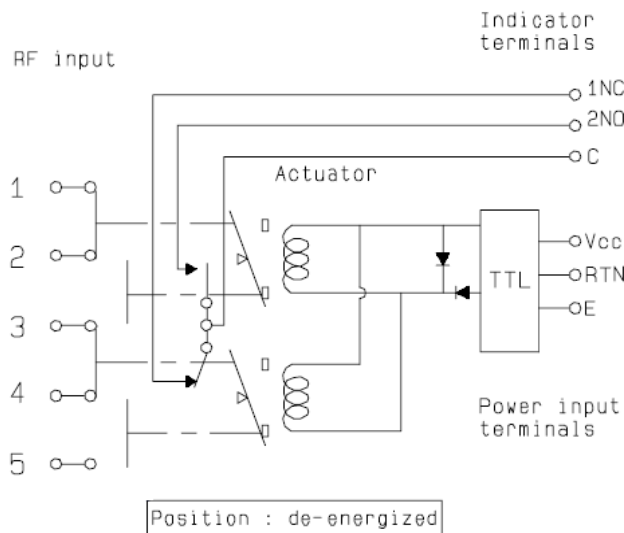 Indicator
terminals
RF input
1NC
2NO
C
Actuator
1
2
3
4
5
TTL
Vcc
RTN
E
Power input
terminals
Position : de-energized